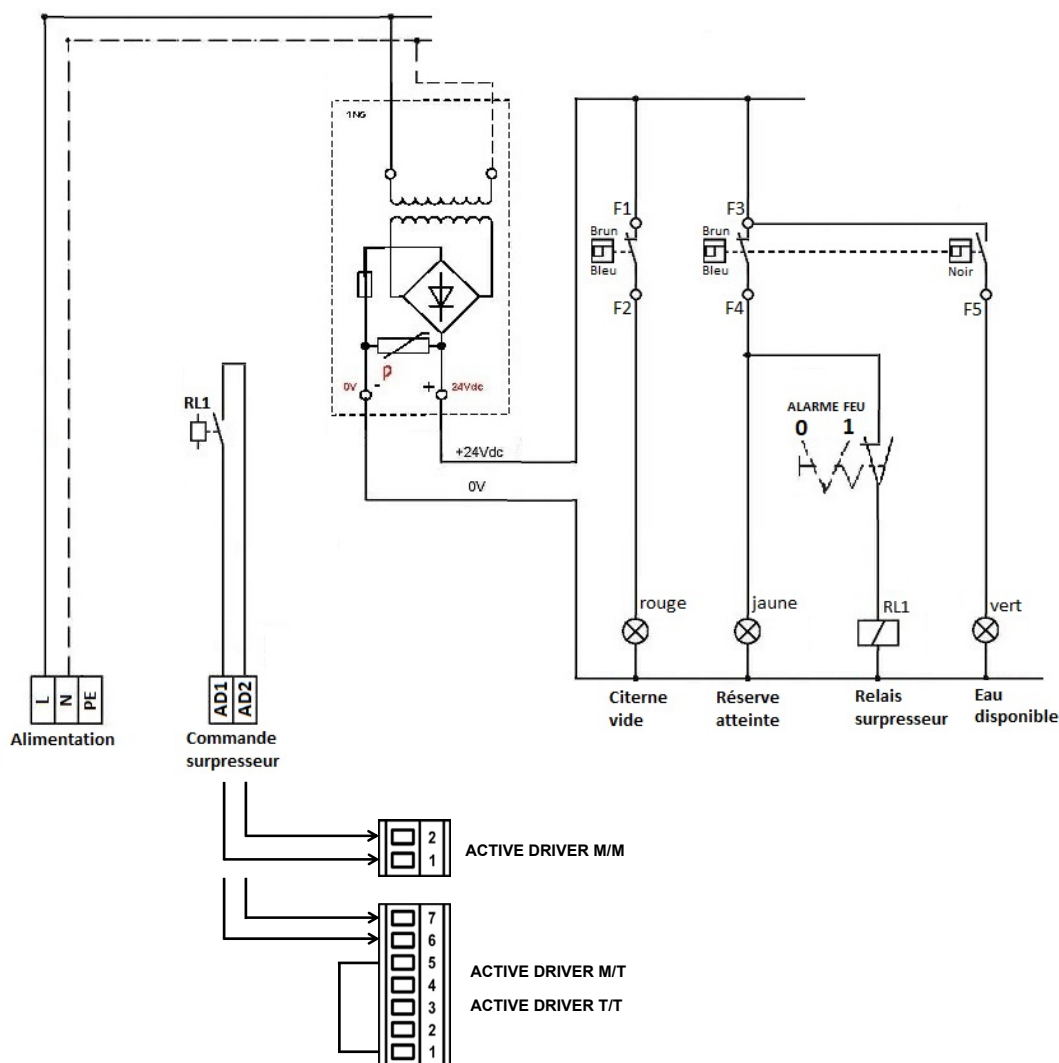 1NG
F1
F3
Brun
Bleu
Brun
Bleu
Noir
F2
F4
F5
P
0V
-
+
24Vdc
RL1
+24Vdc
0V
ALARME FEU
0 1
rouge
jaune
RL1
vert
L
N
PE
AD1
AD2
Alimentation
Commande
surpresseur
Citerne
vide
Réserve
atteinte
Relais
surpresseur
Eau
disponible
2
1
ACTIVE DRIVER M/M
7
6
5
4
3
2
1
ACTIVE DRIVER M/T
ACTIVE DRIVER T/T